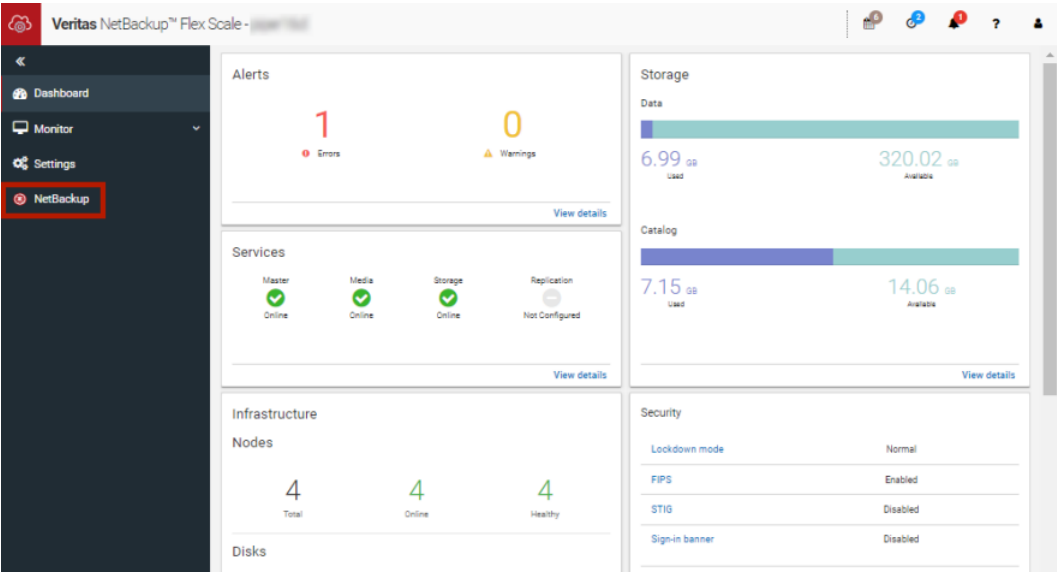 Veritas NetBackup™ Flex Scale -
6
2
1
?
Dashboard
Monitor
Settings
NetBackup
Alerts
1
Errors
0
Warnings
View details
Services
Master
Online
Media
Online
Storage
Online
Replication
Not Configured
View details
Infrastructure
Nodes
4
Total
4
Online
4
Healthy
Disks
Storage
Data
6.99 GB
Used
320.02 GB
Available
Catalog
7.15 GB
Used
14.06 GB
Available
View details
Security
Lockdown mode Normal
FIPS Enabled
STIG Disabled
Sign-in banner Disabled